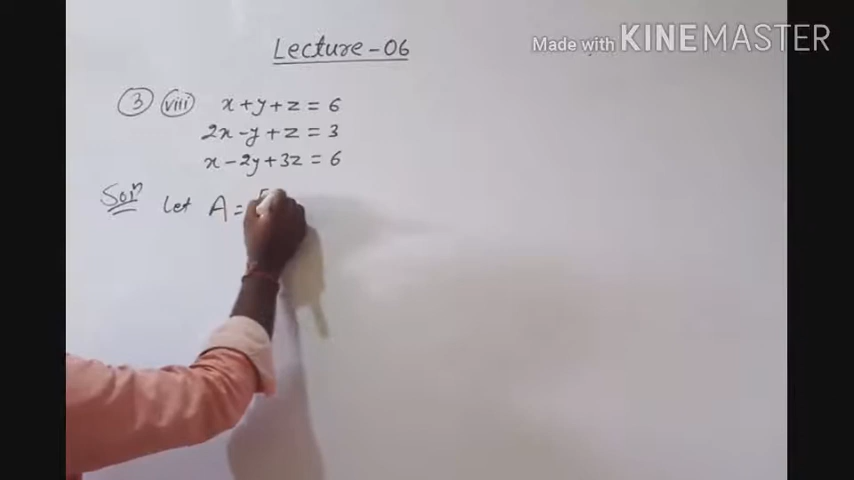 Lecture-06
Made with KINEMASTER
3 viii x+y+z = 6
2x-y+z = 3
x-2y+3z = 6
Solⁿ let A = [